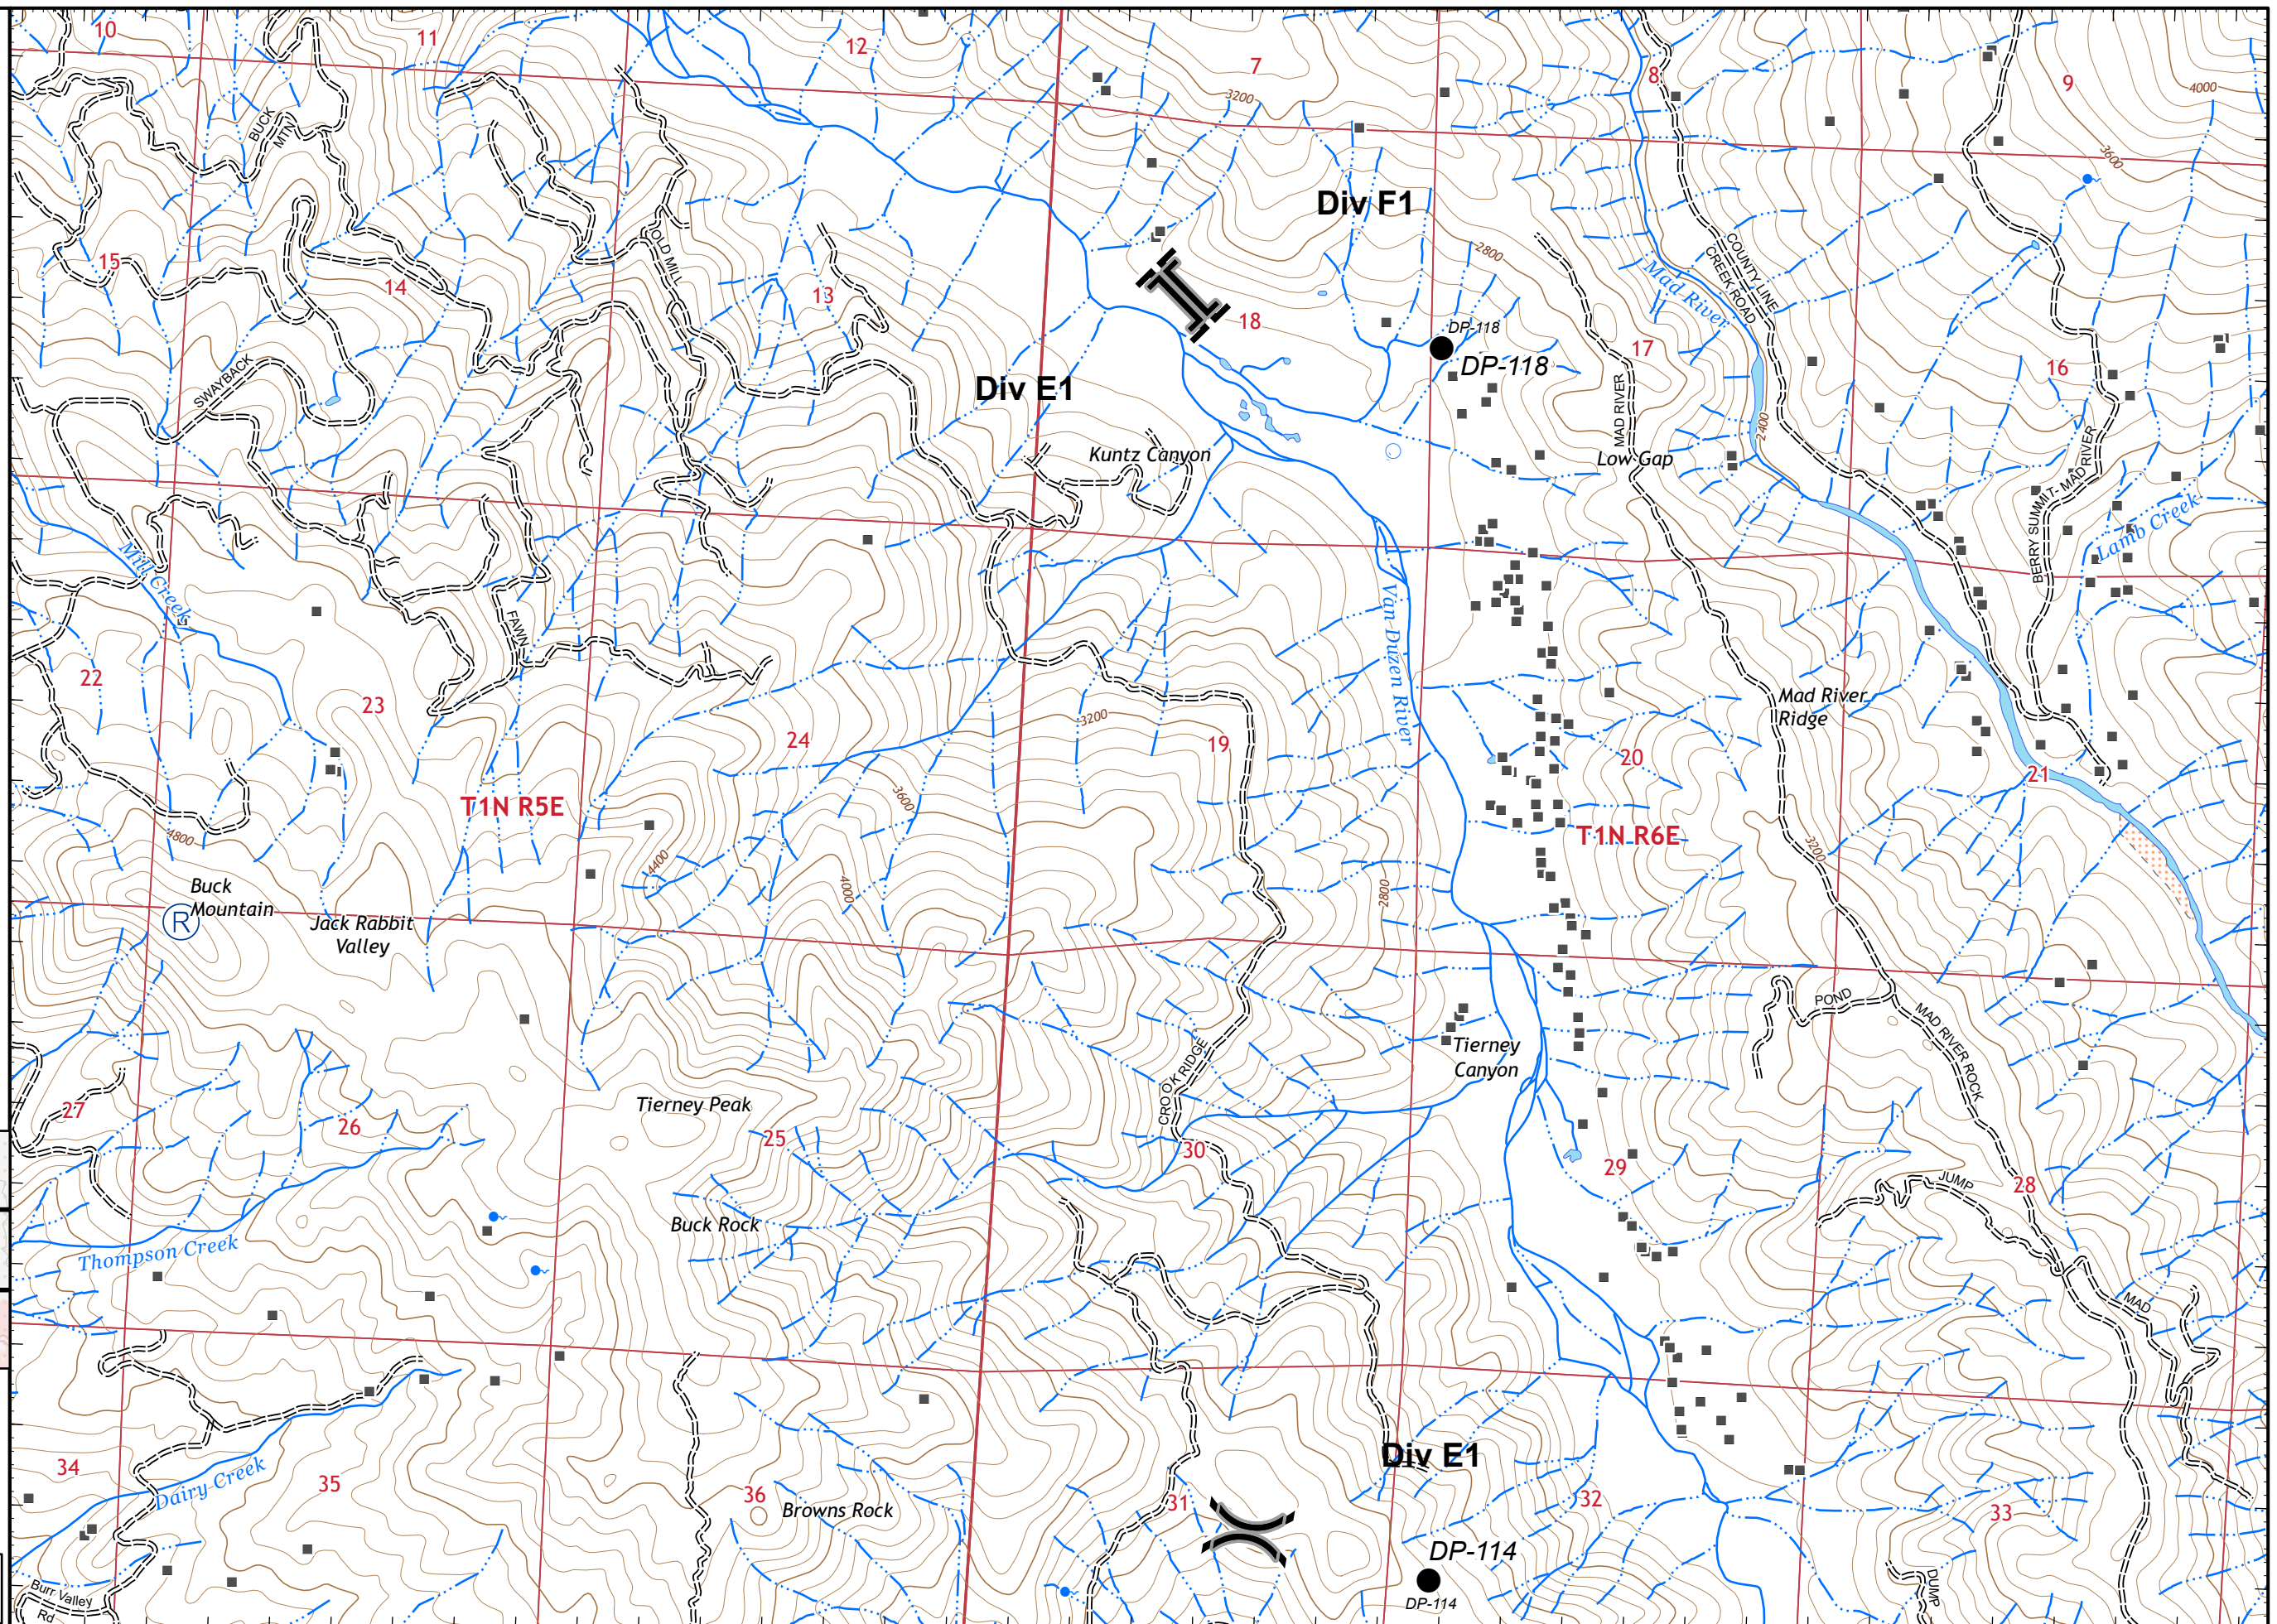 10
11
12
7
8
9
3200
4000
BUCK
MTN
3600
Div F1
15
14
OLD MILL
13
18
2800
COUNTY LINE
CREEK ROAD
Mad River
DP-118
DP-118
17
16
SWAYBACK
Div E1
MAD RIVER
2400
Kuntz Canyon
Low Gap
BERRY SUMMIT- MAD RIVER
Lamb Creek
Mill Creek
FAWN
Van Duzen River
22
23
24
3200
19
20
Mad River
Ridge
21
T1N R5E
3600
T1N R6E
4800
4400
4000
2800
3200
Buck
Mountain
R
Jack Rabbit
Valley
POND
MAD RIVER ROCK
Tierney
Canyon
CROOK RIDGE
27
26
Tierney Peak
25
30
29
28
JUMP
Buck Rock
Thompson Creek
MAD
34
35
Dairy Creek
36
Browns Rock
31
Div E1
32
33
DP-114
DP-114
DUMP
Burr Valley
Rd